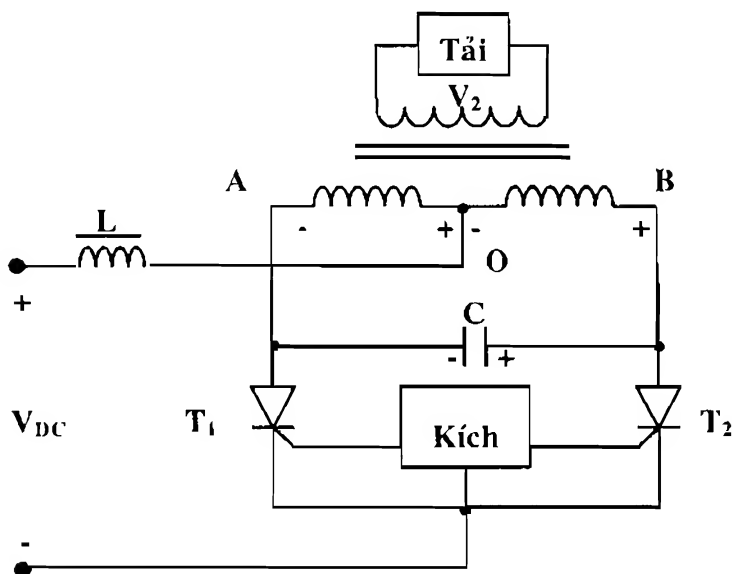 Tải
V₂
A
B
L
- + - +
O
+
C
- +
V_DC
T₁
Kích
T₂
-